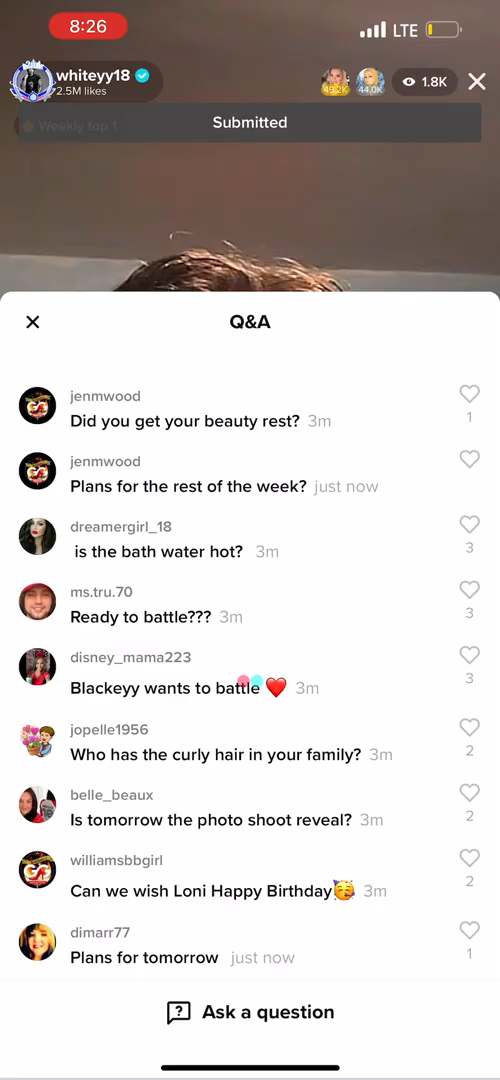 8:26
LTE
whiteyy18
2.5M likes
49.2K
44.0K
1.8K
Weekly top 1
Submitted
Q&A
jenmwood
Did you get your beauty rest? 3m
1
jenmwood
Plans for the rest of the week? just now
dreamergirl_18
is the bath water hot? 3m
3
ms.tru.70
Ready to battle??? 3m
3
disney_mama223
Blackeyy wants to battle ❤️ 3m
3
jopelle1956
Who has the curly hair in your family? 3m
2
belle_beaux
Is tomorrow the photo shoot reveal? 3m
2
williamsbbgirl
Can we wish Loni Happy Birthday🥳 3m
2
dimarr77
Plans for tomorrow just now
1
Ask a question